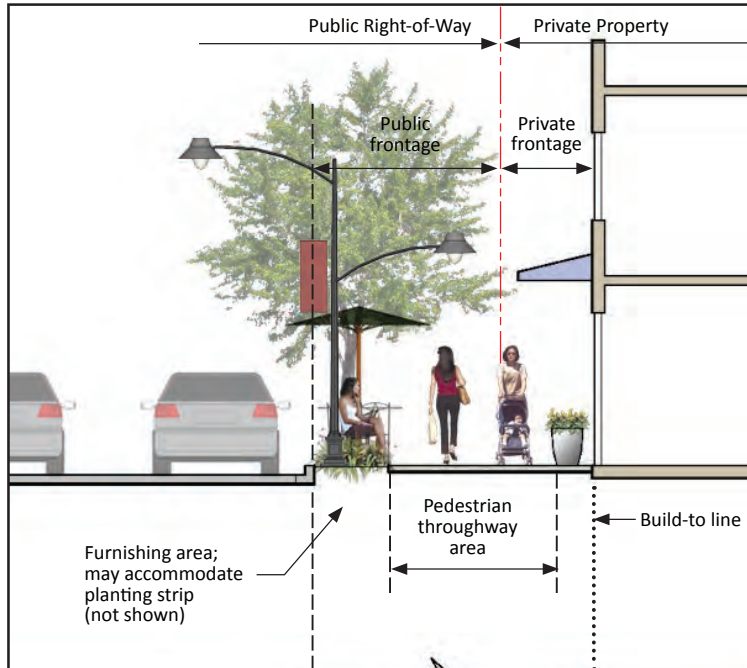 Public Right-of-Way
Private Property
Public
frontage
Private
frontage
Pedestrian
throughway
area
Build-to line
Furnishing area;
may accommodate
planting strip
(not shown)